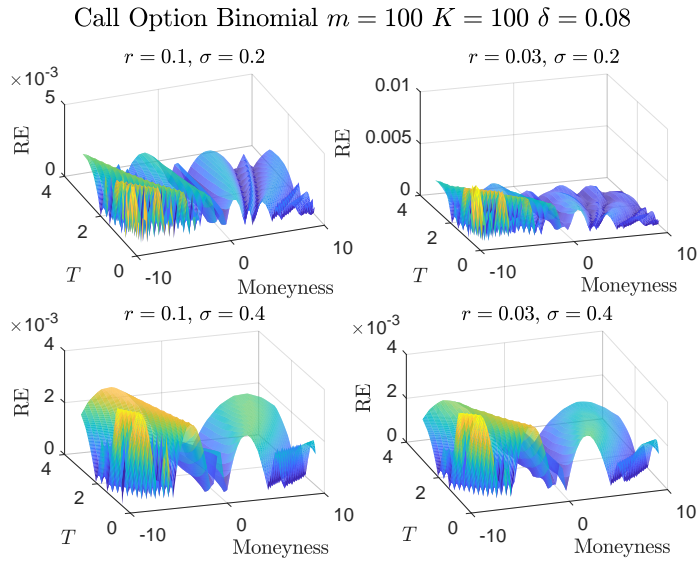 Call Option Binomial m = 100 K = 100 δ = 0.08
r = 0.1, σ = 0.2
×10⁻³
5
0
RE
4
2
0
T
-10
0
10
Moneyness
r = 0.03, σ = 0.2
0.01
0.005
0
RE
4
2
0
T
-10
0
10
Moneyness
r = 0.1, σ = 0.4
×10⁻³
4
2
0
RE
4
2
0
T
-10
0
10
Moneyness
r = 0.03, σ = 0.4
×10⁻³
4
2
0
RE
4
2
0
T
-10
0
10
Moneyness